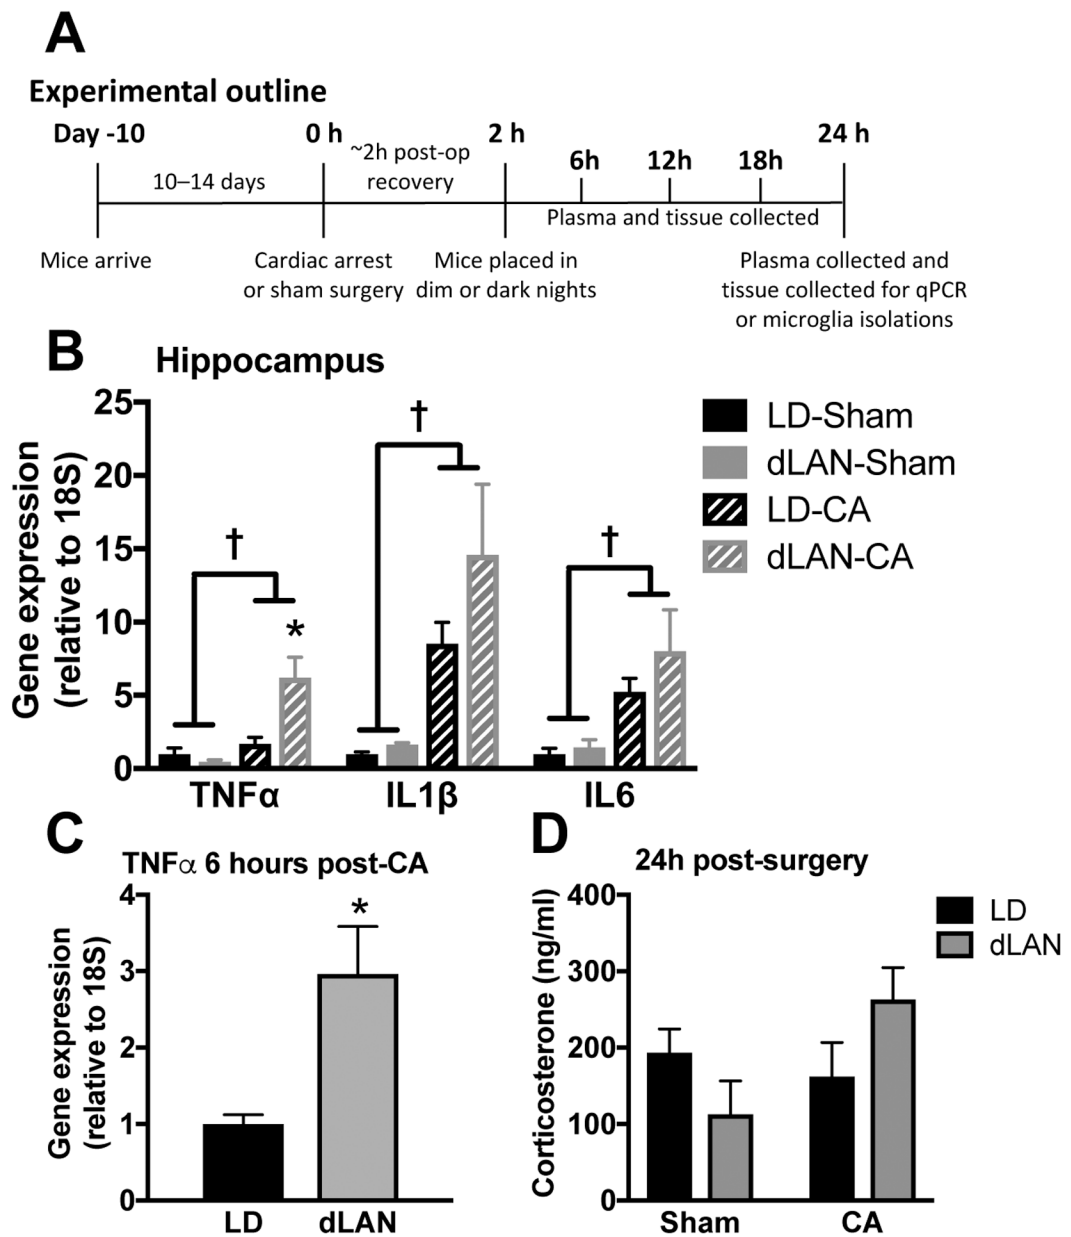 A
Experimental outline
Day -10
0 h
2 h
24 h
~2h post-op
recovery
10–14 days
6h
12h
18h
Plasma and tissue collected
Mice arrive
Cardiac arrest
or sham surgery
Mice placed in
dim or dark nights
Plasma collected and
tissue collected for qPCR
or microglia isolations
B
Hippocampus
Gene expression
(relative to 18S)
25
20
15
10
5
0
†
†
†
*
TNFα
IL1β
IL6
LD-Sham
dLAN-Sham
LD-CA
dLAN-CA
C
TNFα 6 hours post-CA
Gene expression
(relative to 18S)
4
3
2
1
0
*
LD
dLAN
D
24h post-surgery
Corticosterone (ng/ml)
400
300
200
100
0
Sham
CA
LD
dLAN